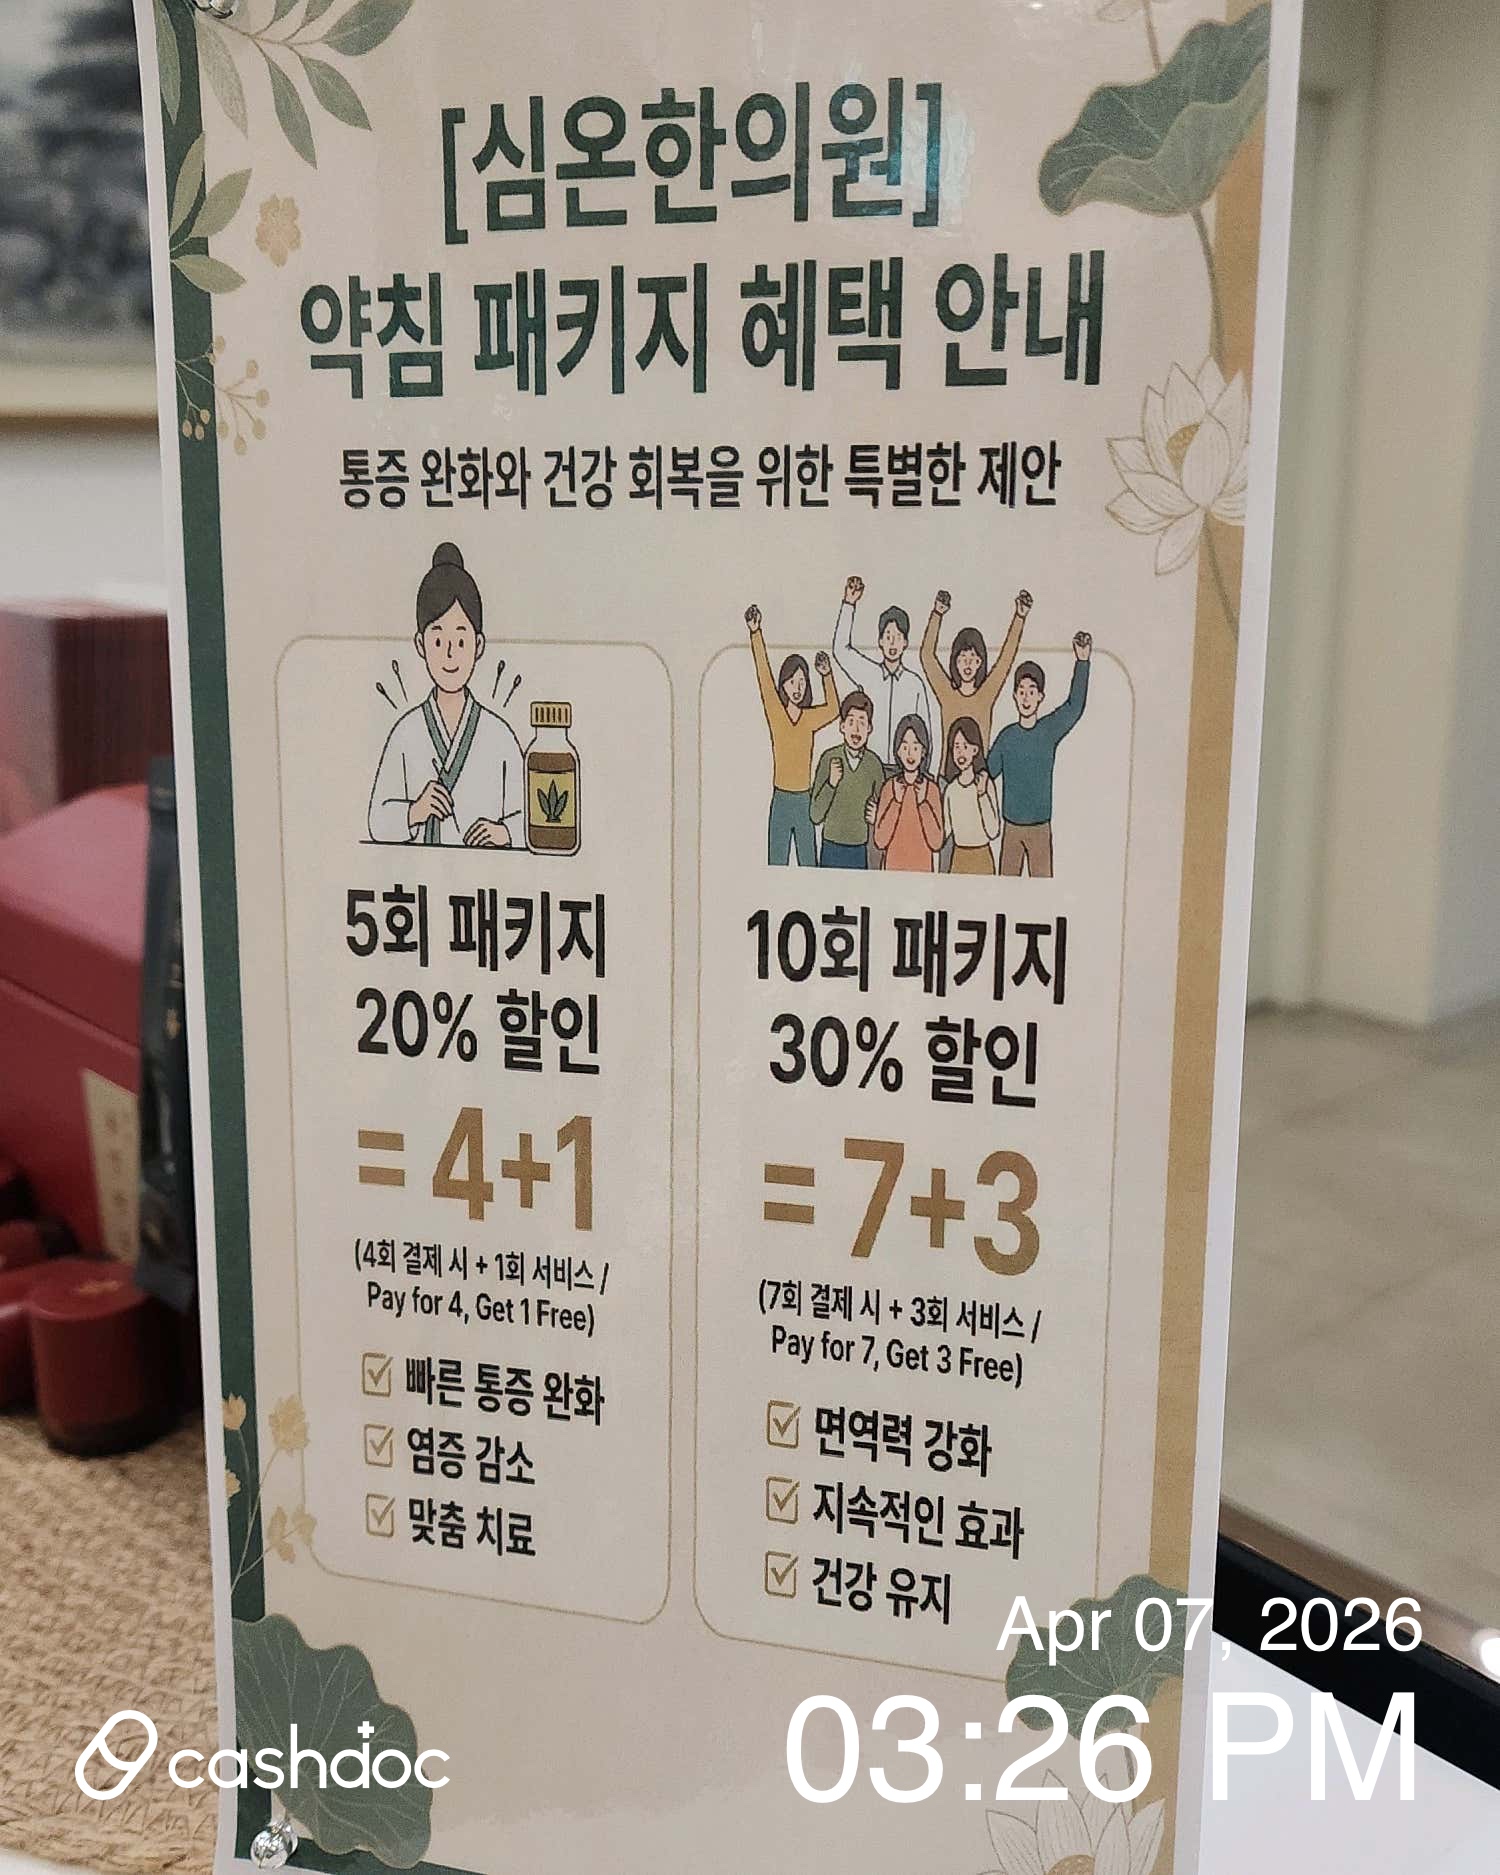 [심온한의원]
약침 패키지 혜택 안내
통증 완화와 건강 회복을 위한 특별한 제안
5회 패키지
20% 할인
= 4+1
(4회 결제 시 + 1회 서비스 /
Pay for 4, Get 1 Free)
빠른 통증 완화
염증 감소
맞춤 치료
10회 패키지
30% 할인
= 7+3
(7회 결제 시 + 3회 서비스 /
Pay for 7, Get 3 Free)
면역력 강화
지속적인 효과
건강 유지
Apr 07, 2026
03:26 PM
cashdoc